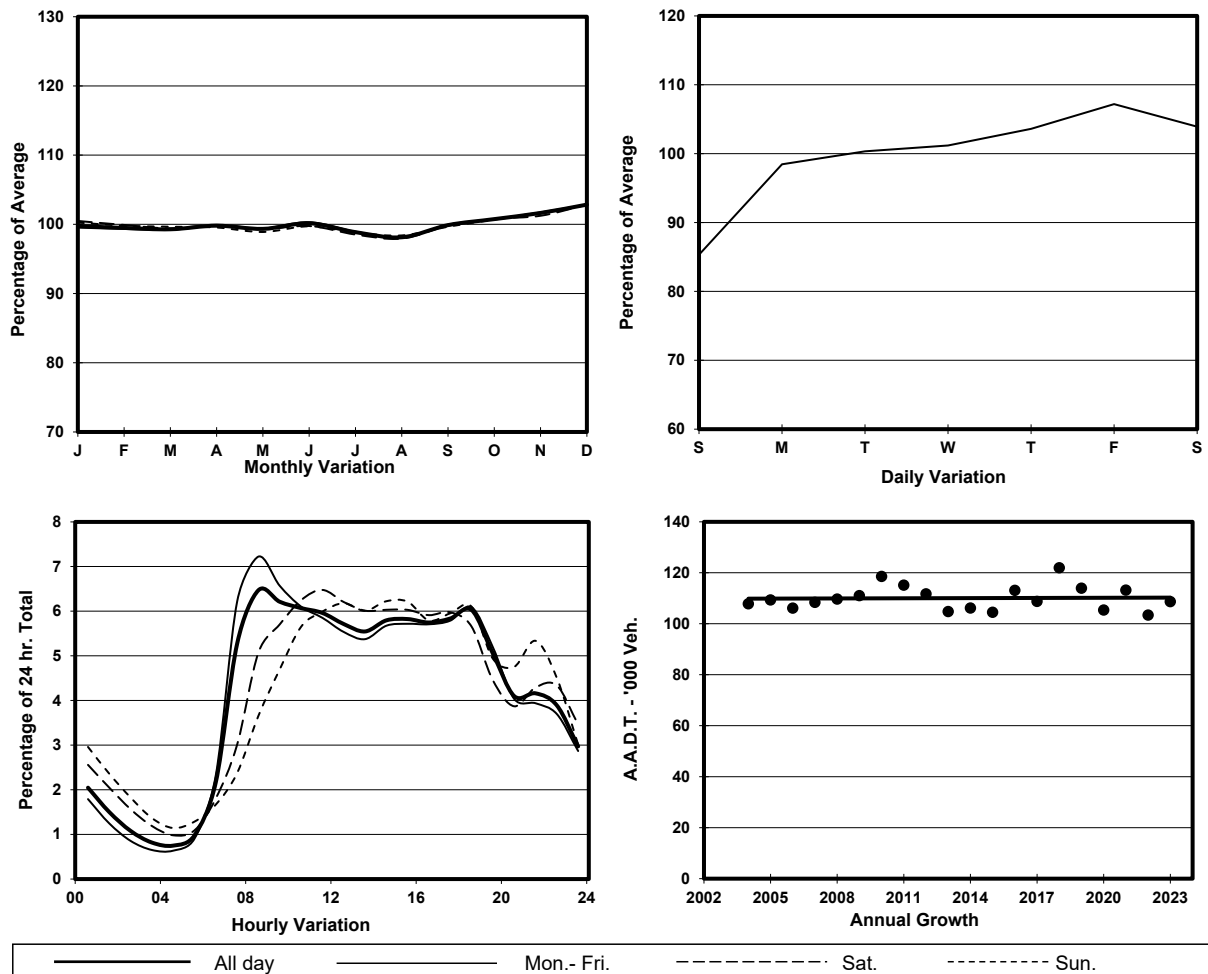 130
120
110
100
90
80
70
Percentage of Average
J F M A M J J A S O N D
Monthly Variation
120
110
100
90
80
70
60
Percentage of Average
S M T W T F S
Daily Variation
8
7
6
5
4
3
2
1
0
Percentage of 24 hr. Total
00 04 08 12 16 20 24
Hourly Variation
140
120
100
80
60
40
20
0
A.A.D.T. - '000 Veh.
2002 2005 2008 2011 2014 2017 2020 2023
Annual Growth
All day Mon.- Fri. Sat. Sun.